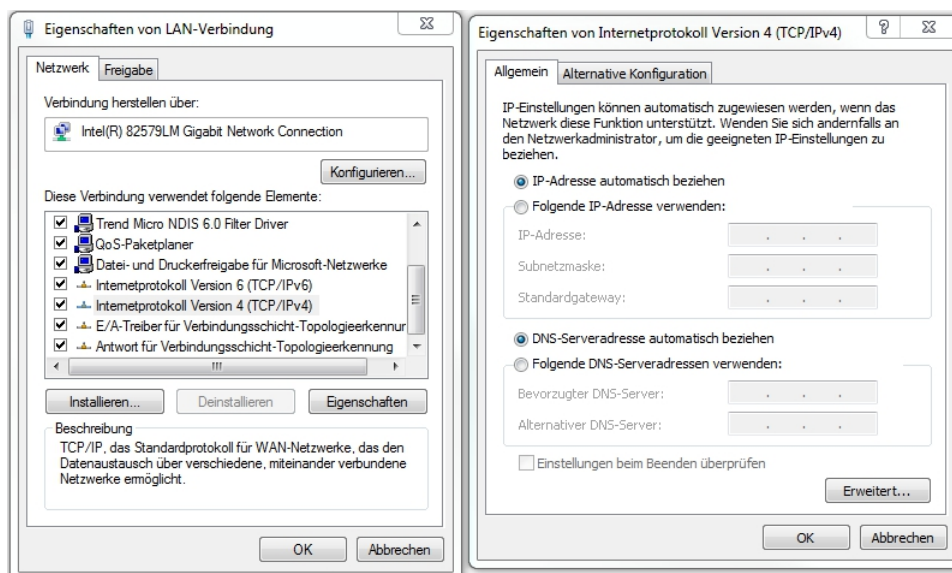 Eigenschaften von LAN-Verbindung
Netzwerk
Freigabe
Verbindung herstellen über:
Intel(R) 82579LM Gigabit Network Connection
Konfigurieren...
Diese Verbindung verwendet folgende Elemente:
Trend Micro NDIS 6.0 Filter Driver
QoS-Paketplaner
Datei- und Druckerfreigabe für Microsoft-Netzwerke
Internetprotokoll Version 6 (TCP/IPv6)
Internetprotokoll Version 4 (TCP/IPv4)
E/A-Treiber für Verbindungsschicht-Topologieerkennur
Antwort für Verbindungsschicht-Topologieerkennung
Installieren...
Deinstallieren
Eigenschaften
Beschreibung
TCP/IP, das Standardprotokoll für WAN-Netzwerke, das den
Datenaustausch über verschiedene, miteinander verbundene
Netzwerke ermöglicht.
OK
Abbrechen
Eigenschaften von Internetprotokoll Version 4 (TCP/IPv4)
Allgemein
Alternative Konfiguration
IP-Einstellungen können automatisch zugewiesen werden, wenn das
Netzwerk diese Funktion unterstützt. Wenden Sie sich andernfalls an
den Netzwerkadministrator, um die geeigneten IP-Einstellungen zu
beziehen.
IP-Adresse automatisch beziehen
Folgende IP-Adresse verwenden:
IP-Adresse:
Subnetzmaske:
Standardgateway:
DNS-Serveradresse automatisch beziehen
Folgende DNS-Serveradressen verwenden:
Bevorzugter DNS-Server:
Alternativer DNS-Server:
Einstellungen beim Beenden überprüfen
Erweitert...
OK
Abbrechen